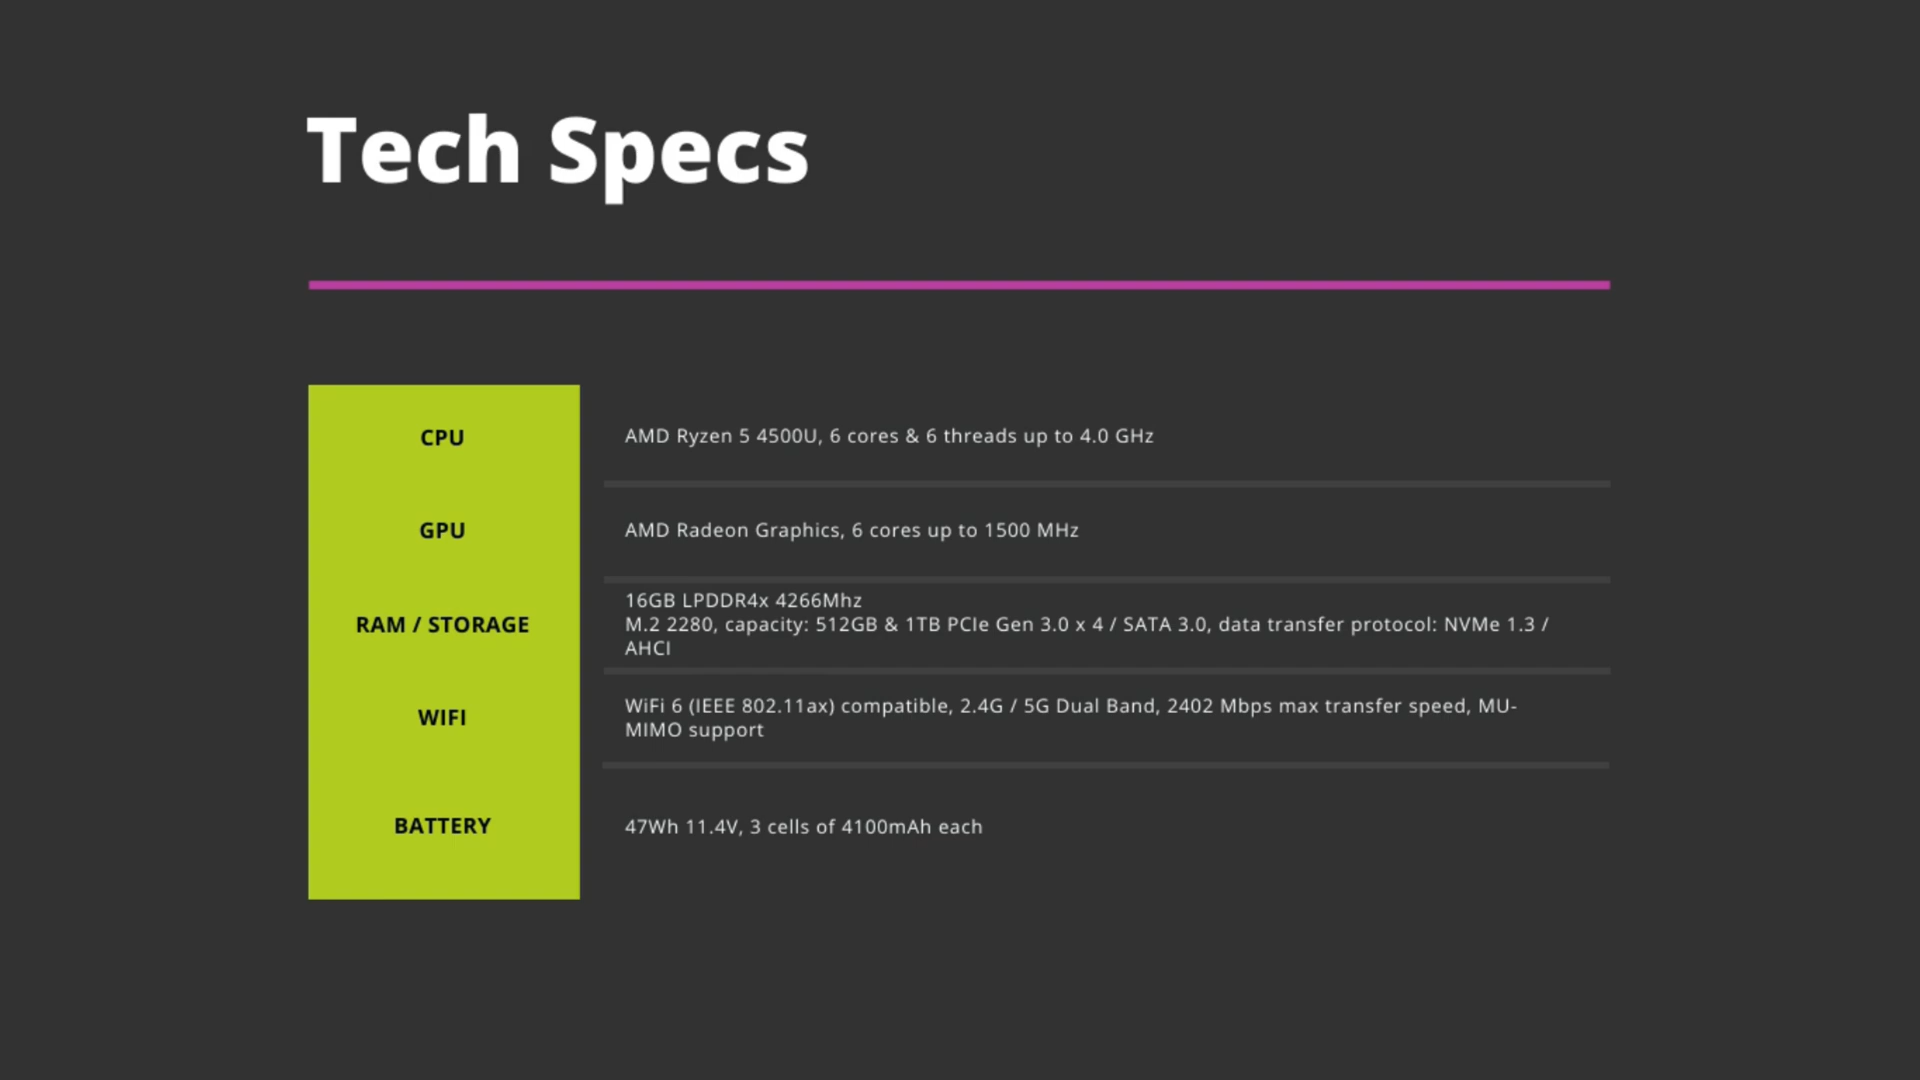 Tech Specs
CPU
AMD Ryzen 5 4500U, 6 cores & 6 threads up to 4.0 GHz
GPU
AMD Radeon Graphics, 6 cores up to 1500 MHz
RAM / STORAGE
16GB LPDDR4x 4266Mhz
M.2 2280, capacity: 512GB & 1TB PCIe Gen 3.0 x 4 / SATA 3.0, data transfer protocol: NVMe 1.3 /
AHCI
WIFI
WiFi 6 (IEEE 802.11ax) compatible, 2.4G / 5G Dual Band, 2402 Mbps max transfer speed, MU-
MIMO support
BATTERY
47Wh 11.4V, 3 cells of 4100mAh each